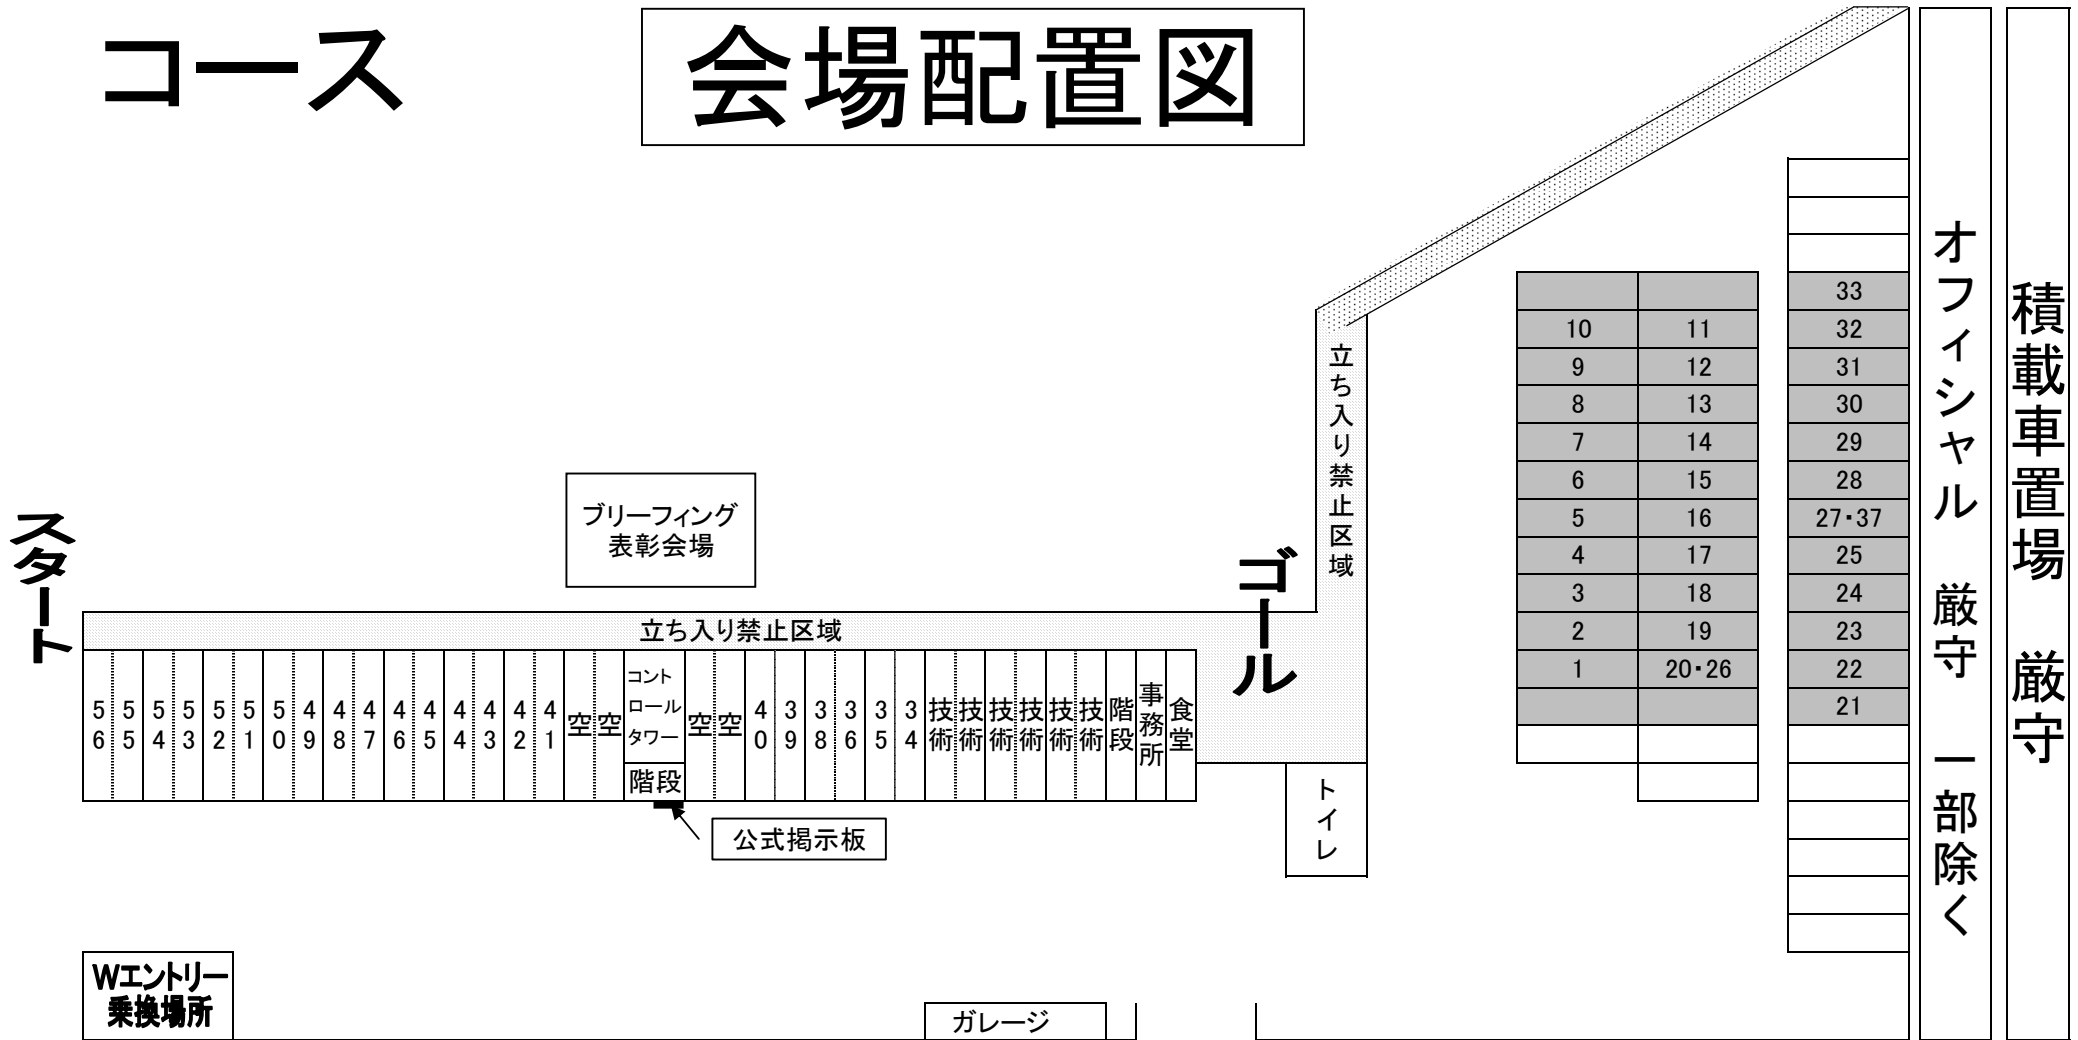 コース
会場配置図
オフィシャル 厳守 一部除く
積載車置場 厳守
33
10 11 32
9 12 31
8 13 30
7 14 29
6 15 28
5 16 27・37
4 17 25
3 18 24
2 19 23
1 20・26 22
21
立ち入り禁止区域
ブリーフィング
表彰会場
スタート
ゴール
立ち入り禁止区域
56 55 54 53 52 51 50 49 48 47 46 45 44 43 42 41 空 空
コント
ロール
タワー
階段
空 空 40 39 38 36 35 34 技術 技術 技術 技術 技術 技術 階段 事務所 食堂
トイレ
公式掲示板
Wエントリー
乗換場所
ガレージ